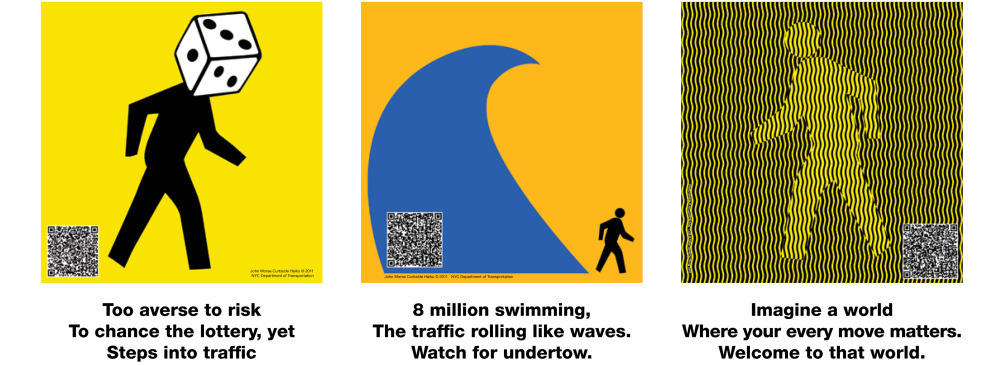 John Morse Curbside Haiku © 2011
NYC Department of Transportation
Too averse to risk
To chance the lottery, yet
Steps into traffic
John Morse Curbside Haiku © 2011 · NYC Department of Transportation
8 million swimming,
The traffic rolling like waves.
Watch for undertow.
Imagine a world
Where your every move matters.
Welcome to that world.